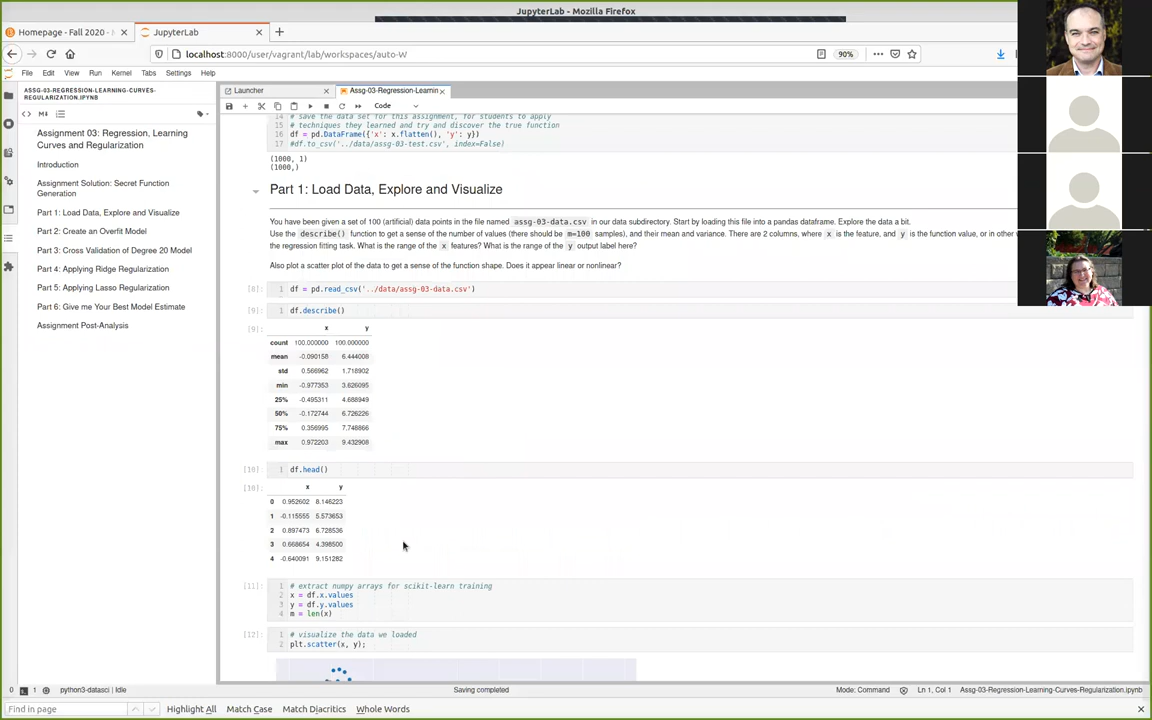 JupyterLab - Mozilla Firefox
Homepage - Fall 2020 -
JupyterLab
localhost:8000/user/vagrant/lab/workspaces/auto-W
90%
File Edit View Run Kernel Tabs Settings Help
ASSG-03-REGRESSION-LEARNING-CURVES-REGULARIZATION.IPYNB
Assignment 03: Regression, Learning Curves and Regularization
Introduction
Assignment Solution: Secret Function Generation
Part 1: Load Data, Explore and Visualize
Part 2: Create an Overfit Model
Part 3: Cross Validation of Degree 20 Model
Part 4: Applying Ridge Regularization
Part 5: Applying Lasso Regularization
Part 6: Give me Your Best Model Estimate
Assignment Post-Analysis
Launcher
Assg-03-Regression-Learnin
Code
14 # save the data set for this assignment, for students to apply
15 # techniques they learned and try and discover the true function
16 df = pd.DataFrame({'x': x.flatten(), 'y': y})
17 #df.to_csv('../data/assg-03-test.csv', index=False)
(1000, 1)
(1000,)
Part 1: Load Data, Explore and Visualize
You have been given a set of 100 (artificial) data points in the file named assg-03-data.csv in our data subdirectory. Start by loading this file into a pandas dataframe. Explore the data a bit.
Use the describe() function to get a sense of the number of values (there should be m=100 samples), and their mean and variance. There are 2 columns, where x is the feature, and y is the function value, or in other w
the regression fitting task. What is the range of the x features? What is the range of the y output label here?
Also plot a scatter plot of the data to get a sense of the function shape. Does it appear linear or nonlinear?
[8]: 1 df = pd.read_csv('../data/assg-03-data.csv')
[9]: 1 df.describe()
[9]: x y
count 100.000000 100.000000
mean -0.090158 6.444008
std 0.566962 1.718902
min -0.977353 3.626095
25% -0.495311 4.688949
50% -0.172744 6.726226
75% 0.356995 7.748866
max 0.972203 9.432908
[10]: 1 df.head()
[10]: x y
0 0.952602 8.146223
1 -0.115555 5.573653
2 0.897473 6.728536
3 0.668654 4.398500
4 -0.640091 9.151282
[11]: 1 # extract numpy arrays for scikit-learn training
2 x = df.x.values
3 y = df.y.values
4 m = len(x)
[12]: 1 # visualize the data we loaded
2 plt.scatter(x, y);
0 1 python3-datasci | Idle
Saving completed
Mode: Command Ln 1, Col 1 Assg-03-Regression-Learning-Curves-Regularization.ipynb
Find in page
Highlight All Match Case Match Diacritics Whole Words